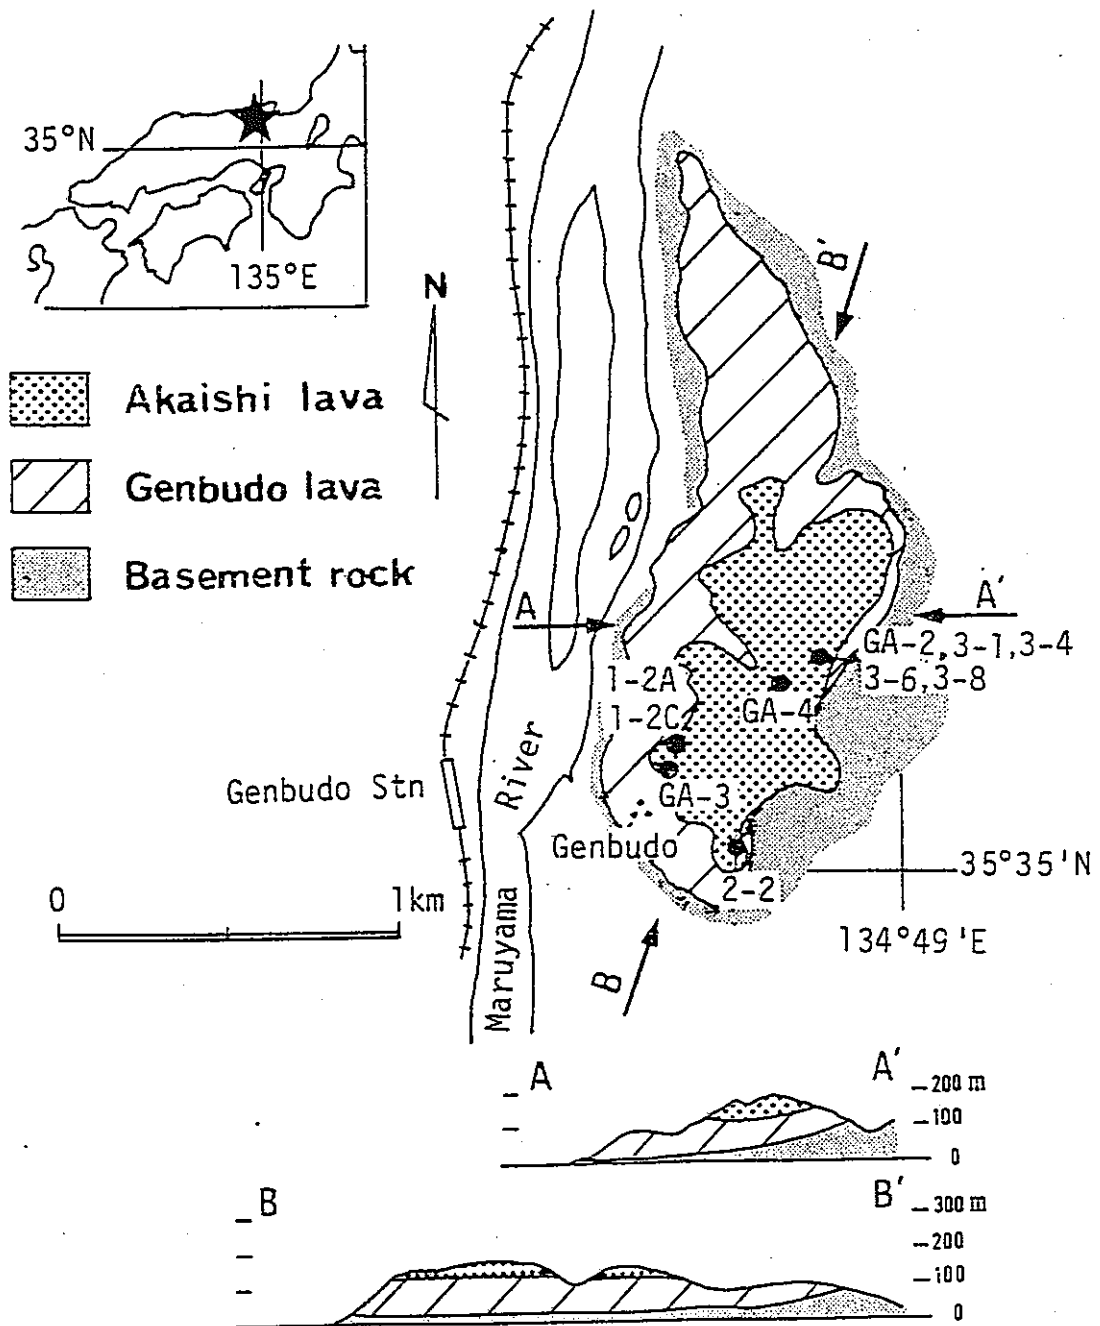 35°N
135°E
N
Akaishi lava
Genbudo lava
Basement rock
B'
A
A'
GA-2,3-1,3-4
3-6,3-8
1-2A
1-2C
GA-4
GA-3
Genbudo Stn
River
Genbudo
2-2
35°35'N
134°49'E
0 1km
Maruyama
B
A A'
200 m
100
0
B B'
300 m
200
100
0